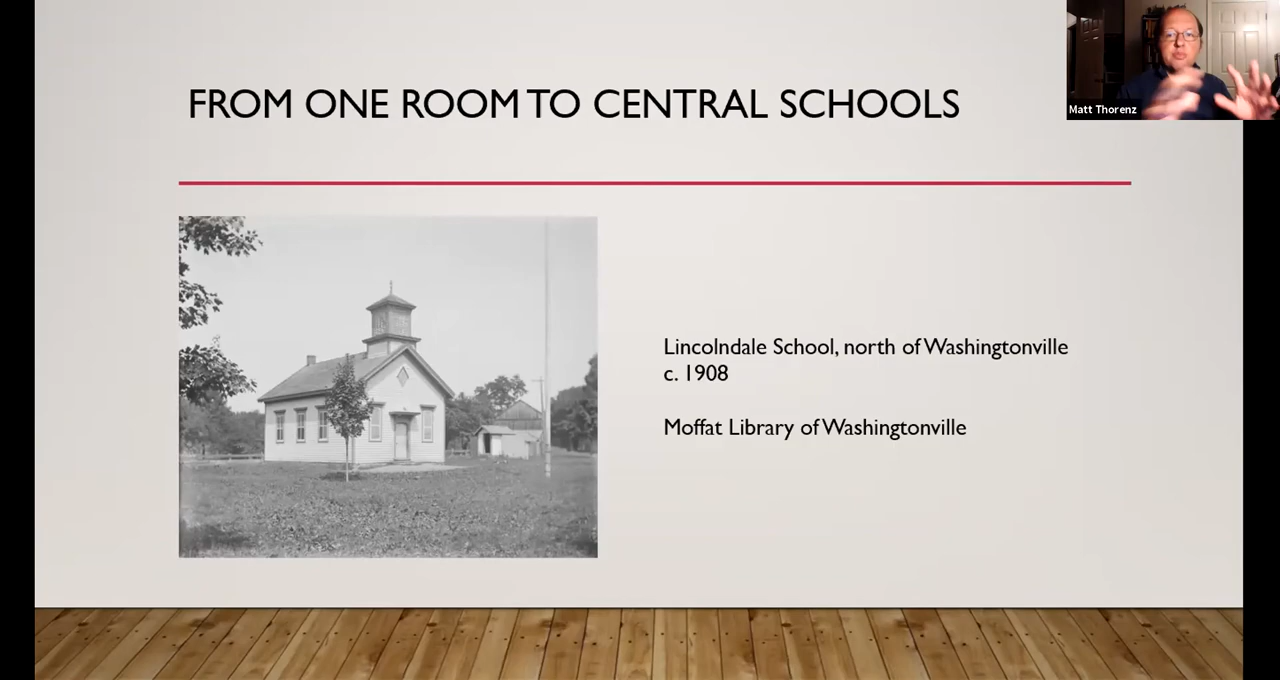 FROM ONE ROOM TO CENTRAL SCHOOLS
Matt Thorenz
Lincolndale School, north of Washingtonville
c. 1908
Moffat Library of Washingtonville